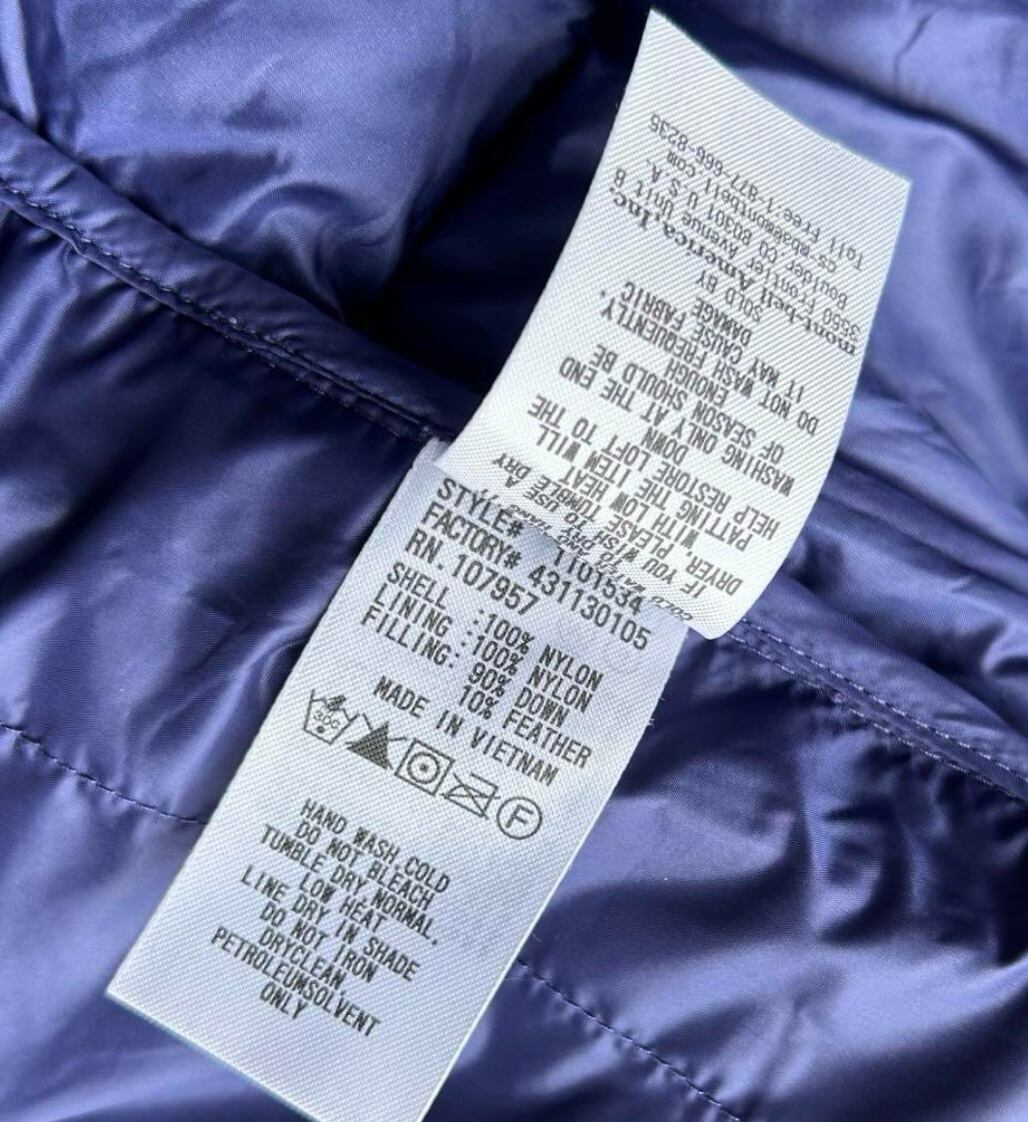 STYLE# 1101534
FACTORY# 431130105
RN.107957
SHELL :100% NYLON
LINING :100% NYLON
FILLING: 90% DOWN
10% FEATHER
MADE IN VIETNAM
30C
F
HAND WASH COLD
DO NOT BLEACH
TUMBLE DRY NORMAL,
LOW HEAT
LINE DRY IN SHADE
DO NOT IRON
DRYCLEAN,
PETROLEUMSOLVENT
ONLY
IF YOU WISH TO USE A DRY
DRYER, PLEASE TUMBLE
WITH LOW HEAT
PATTING THE ITEM WILL
HELP RESTORE LOFT TO THE
DOWN.
WASHING ONLY AT THE END
OF SEASON SHOULD BE
ENOUGH.
DO NOT WASH FREQUENTLY,
IT MAY CAUSE FABRIC
DAMAGE
SOLD BY
mont-bell America, Inc.
3550 Frontier Avenue Unit B
Boulder CO 80301 U.S.A.
montbell.com
Toll Free:1-877-666-8235